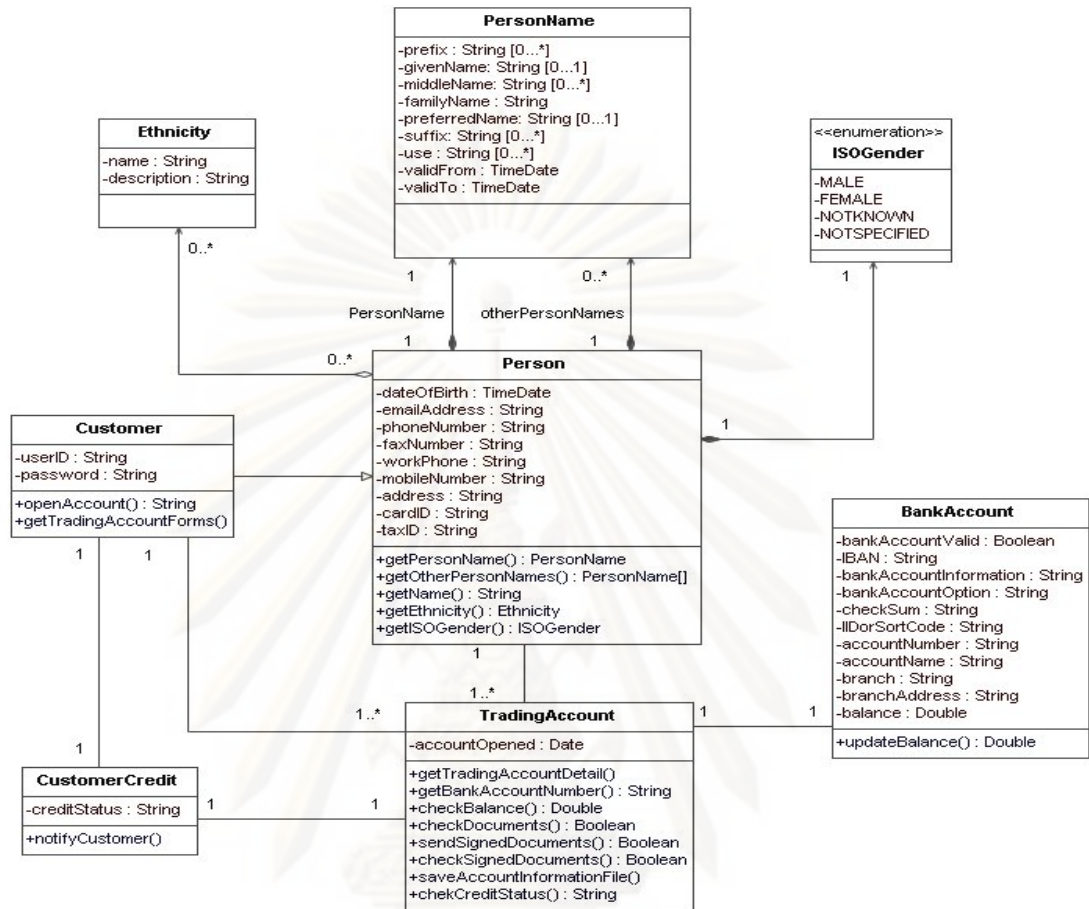 PersonName
-prefix : String [0...*]
-givenName: String [0...1]
-middleName: String [0...*]
-familyName : String
-preferredName: String [0...1]
-suffix: String [0...*]
-use : String [0...*]
-validFrom : TimeDate
-validTo : TimeDate
Ethnicity
-name : String
-description : String
<<enumeration>>
ISOGender
-MALE
-FEMALE
-NOTKNOWN
-NOTSPECIFIED
0..*
1
0..*
1
PersonName
otherPersonNames
1
1
0..*
Person
-dateOfBirth : TimeDate
-emailAddress : String
-phoneNumber : String
-faxNumber : String
-workPhone : String
-mobileNumber : String
-address : String
-cardID : String
-taxID : String
+getPersonName() : PersonName
+getOtherPersonNames() : PersonName[]
+getName() : String
+getEthnicity() : Ethnicity
+getISOGender() : ISOGender
1
Customer
-userID : String
-password : String
+openAccount() : String
+getTradingAccountForms()
1
1
BankAccount
-bankAccountValid : Boolean
-IBAN : String
-bankAccountInformation : String
-bankAccountOption : String
-checkSum : String
-IIDorSortCode : String
-accountNumber : String
-accountName : String
-branch : String
-branchAddress : String
-balance : Double
+updateBalance() : Double
1
1..*
1..*
1
1
TradingAccount
-accountOpened : Date
+getTradingAccountDetail()
+getBankAccountNumber() : String
+checkBalance() : Double
+checkDocuments() : Boolean
+sendSignedDocuments() : Boolean
+checkSignedDocuments() : Boolean
+saveAccountInformationFile()
+chekCreditStatus() : String
1
CustomerCredit
-creditStatus : String
+notifyCustomer()
1
1